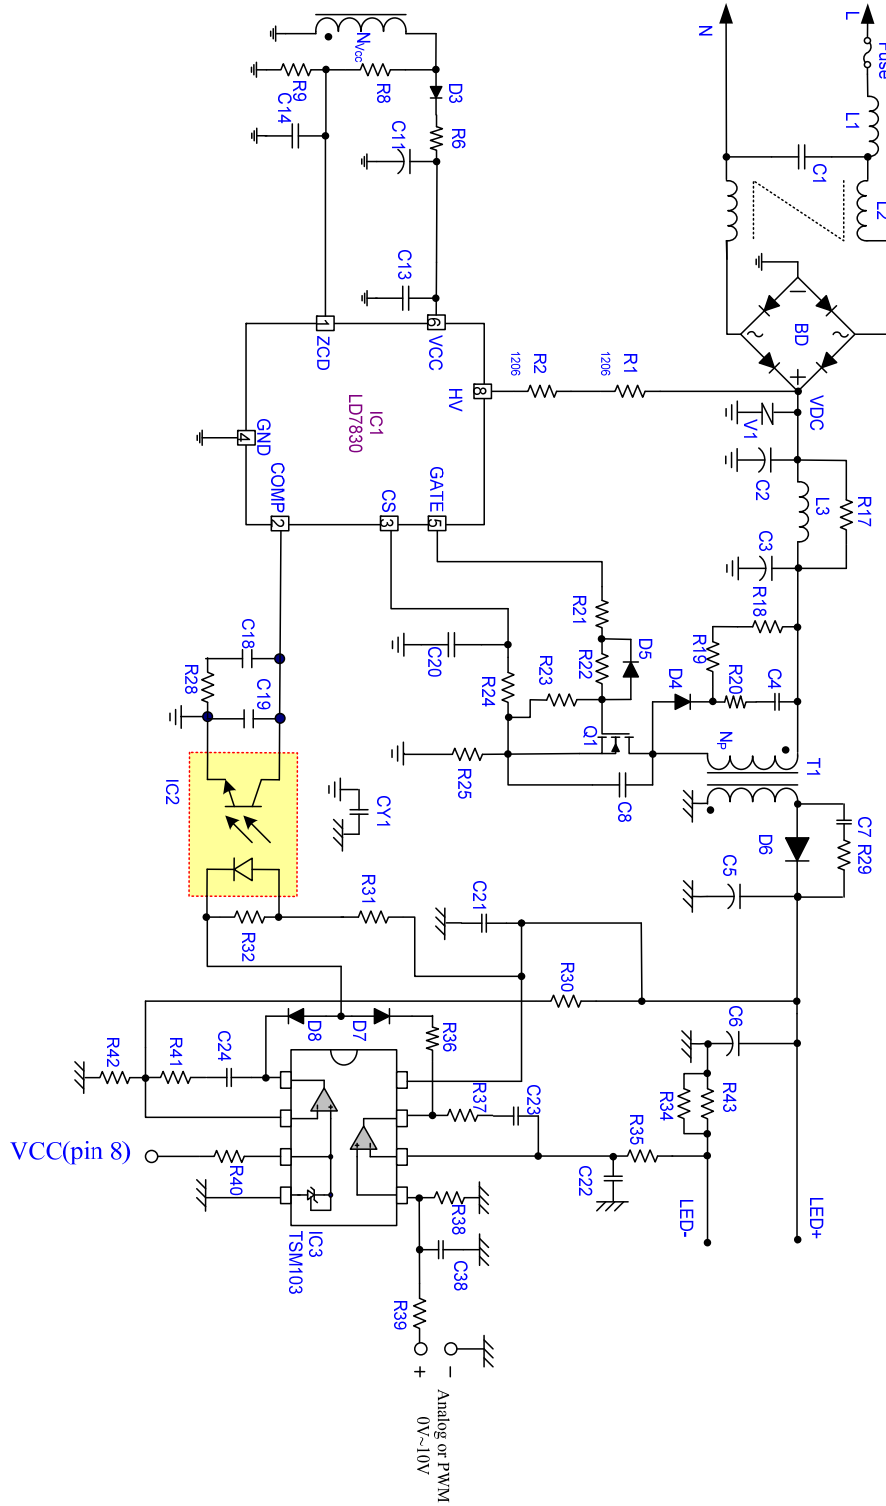 N
L
Fuse
L1
C1
L2
BD
VDC
V1
C2
L3
R17
C3
R18
R19
R20
C4
D4
NP
T1
C7
R29
D6
C5
C6
R43
R34
R35
C22
LED-
LED+
NVcc
R9
R8
C14
D3
R6
C11
C13
1
ZCD
6
VCC
8
HV
R2
1206
R1
1206
IC1
LD7830
4
GND
COMP
2
CS
3
GATE
5
R21
R22
D5
R23
R24
C20
R25
Q1
C8
C18
R28
C19
IC2
CY1
R32
R31
C21
R30
R42
R41
C24
D8
D7
R36
R37
C23
VCC(pin 8)
R40
IC3
TSM103
R38
C38
R39
+
-
Analog or PWM
0V~10V